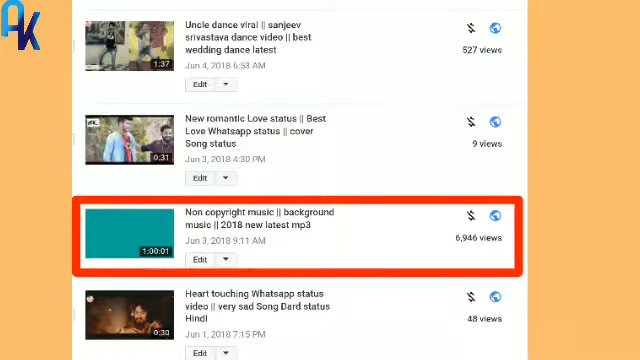 AK
Uncle dance viral || sanjeev
srivastava dance video || best
wedding dance latest
Jun 4, 2018 6:53 AM
527 views
1:37
Edit
New romantic Love status || Best
Love Whatsapp status || cover
Song status
Jun 3, 2018 4:30 PM
9 views
0:31
Edit
Non copyright music || background
music || 2018 new latest mp3
Jun 3, 2018 9:11 AM
6,946 views
1:00:01
Edit
Heart touching Whatsapp status
video || very sad Song Dard status
Hindi
Jun 1, 2018 7:15 PM
48 views
0:30
Edit